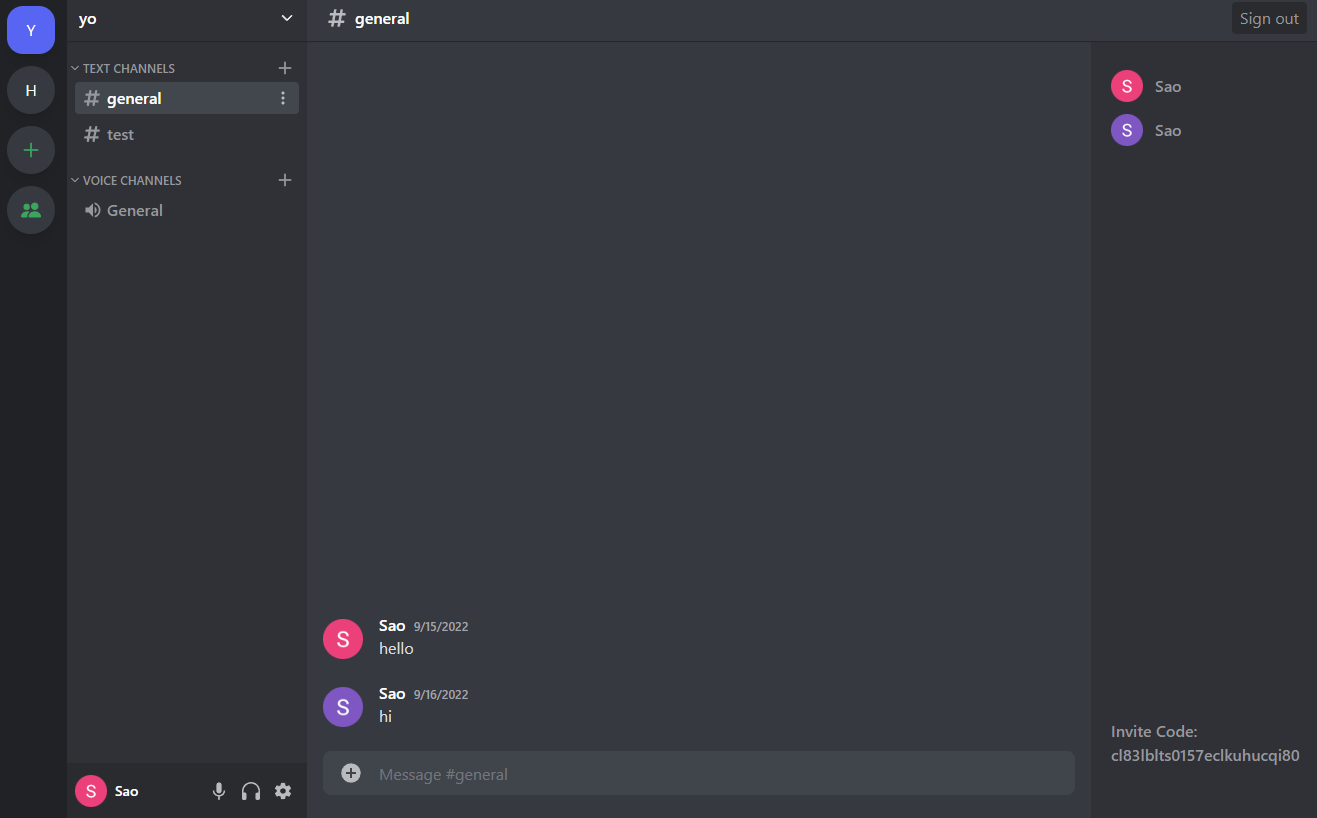 Y
H
yo
TEXT CHANNELS
general
test
VOICE CHANNELS
General
S Sao
# general
Sign out
S Sao 9/15/2022
hello
S Sao 9/16/2022
hi
Message #general
S Sao
S Sao
Invite Code:
cl83lblts0157eclkuhucqi80